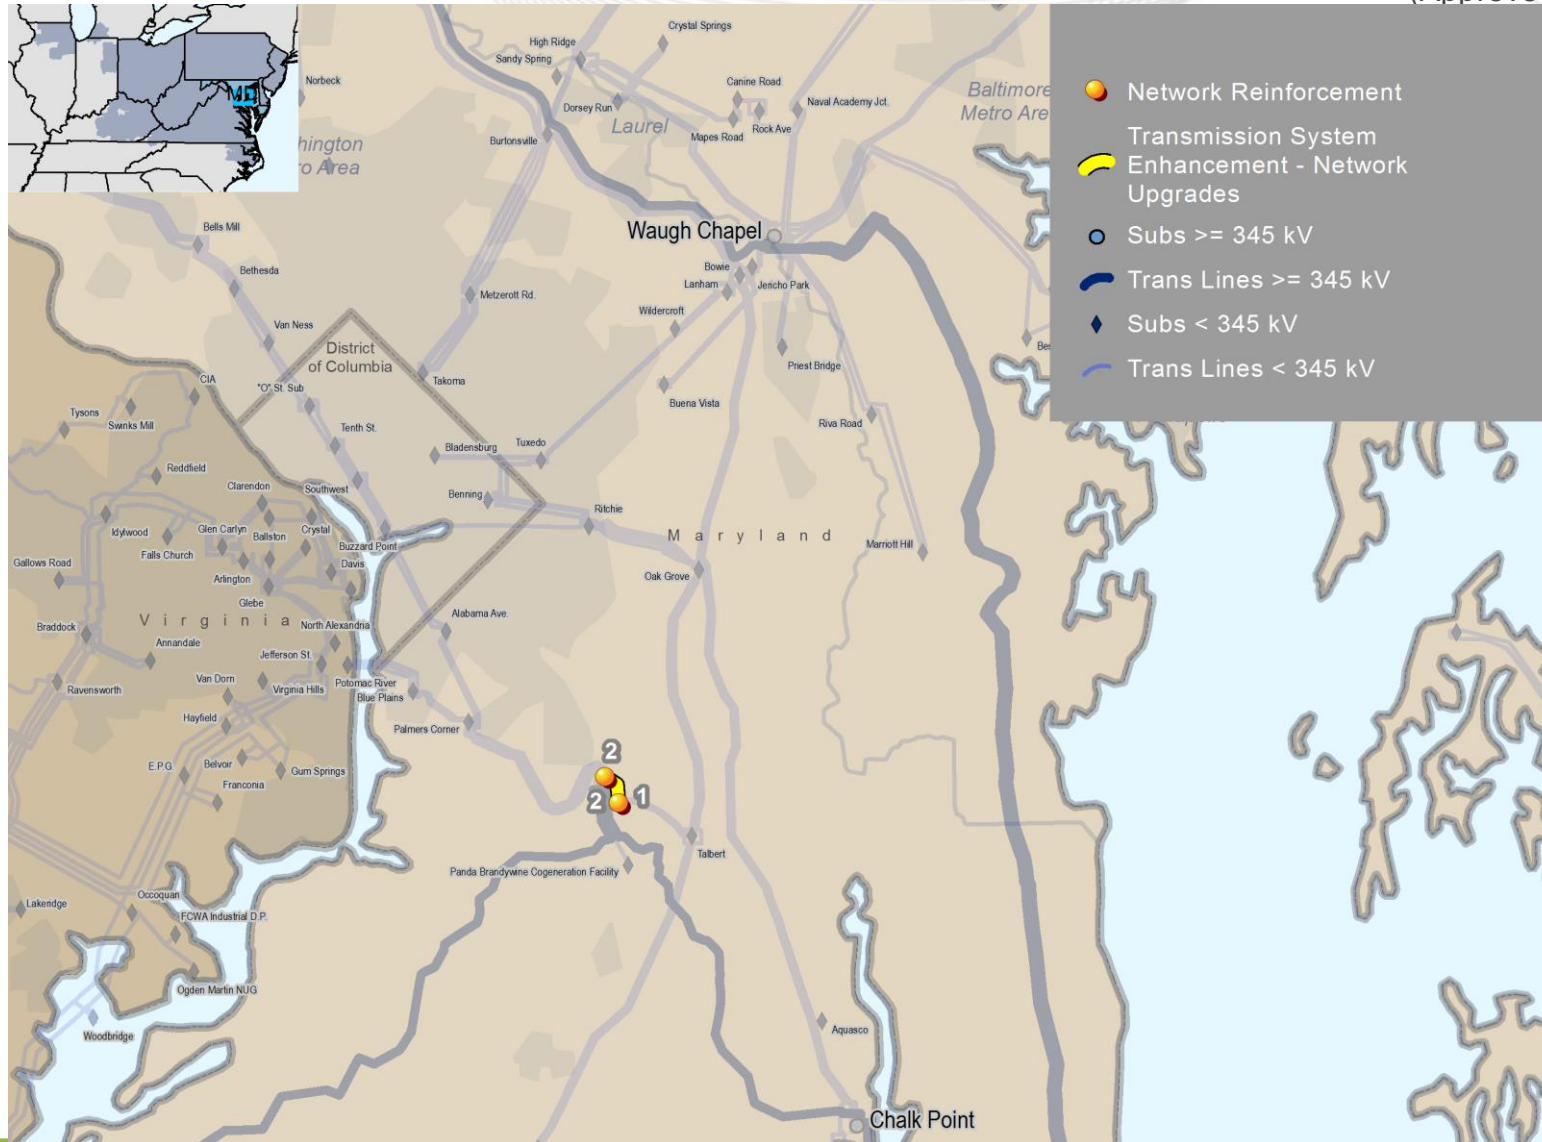 MD
Norbeck
Washington
Metro Area
Crystal Springs
High Ridge
Sandy Spring
Canine Road
Dorsey Run
Naval Academy Jct.
Laurel
Mapes Road
Rock Ave
Burtonsville
Baltimore
Metro Are
Network Reinforcement
Transmission System
Enhancement - Network
Upgrades
Subs >= 345 kV
Trans Lines >= 345 kV
Subs < 345 kV
Trans Lines < 345 kV
Bells Mill
Waugh Chapel
Bethesda
Bowie
Lanham
Jericho Park
Metzerott Rd.
Wildercroft
Van Ness
District
of Columbia
Priest Bridge
CIA
Takoma
"O" St. Sub
Buena Vista
Tysons
Swinks Mill
Tenth St.
Riva Road
Bladensburg
Tuxedo
Reddfield
Clarendon
Southwest
Benning
Ritchie
Idylwood
Glen Carlyn
Ballston
Crystal
Falls Church
Buzzard Point
Maryland
Marriott Hill
Gallows Road
Davis
Arlington
Oak Grove
Glebe
Virginia
North Alexandria
Alabama Ave.
Braddock
Annandale
Jefferson St.
Van Dorn
Virginia Hills
Potomac River
Ravensworth
Blue Plains
Hayfield
Palmers Corner
E.P.G.
Belvoir
Gum Springs
Franconia
2
2
1
Talbert
Panda Brandywine Cogeneration Facility
Lakeridge
Occoquan
FCWA Industrial D.P.
Ogden Martin NUG
Woodbridge
Aquasco
Chalk Point